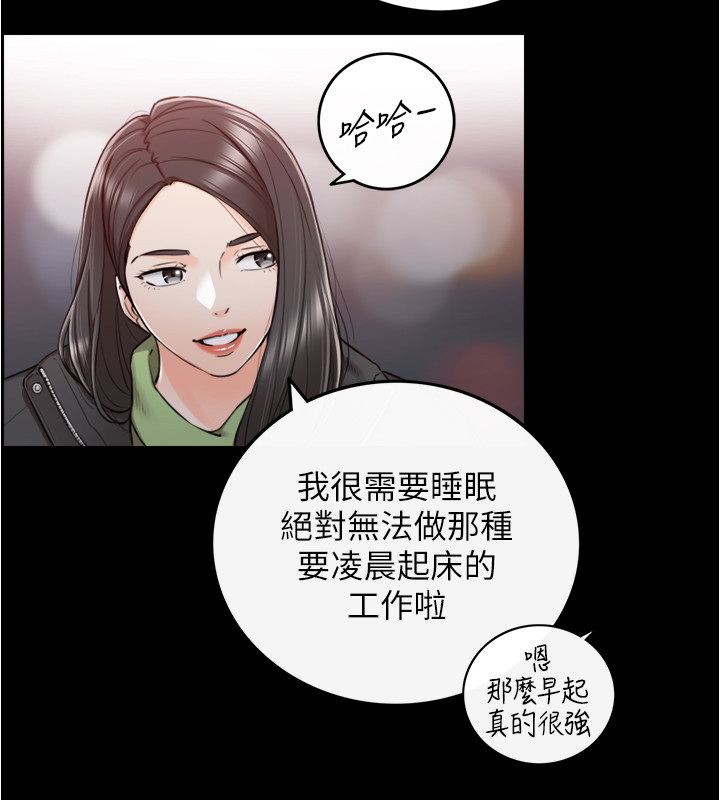 哈哈-
我很需要睡眠
絕對無法做那種
要凌晨起床的
工作啦
嗯
那麼早起
真的很強